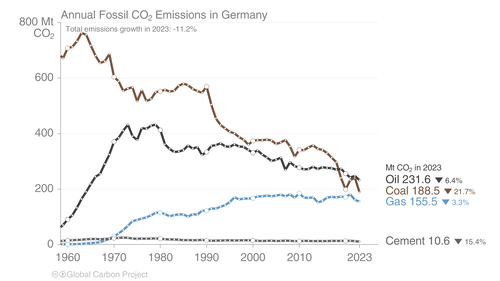 Annual Fossil CO₂ Emissions in Germany
800 Mt
CO₂
Total emissions growth in 2023: -11.2%
600
400
200
0
1960 1970 1980 1990 2000 2010 2023
Mt CO₂ in 2023
Oil 231.6 ▼ 6.4%
Coal 188.5 ▼ 21.7%
Gas 155.5 ▼ 3.3%
Cement 10.6 ▼ 15.4%
Global Carbon Project